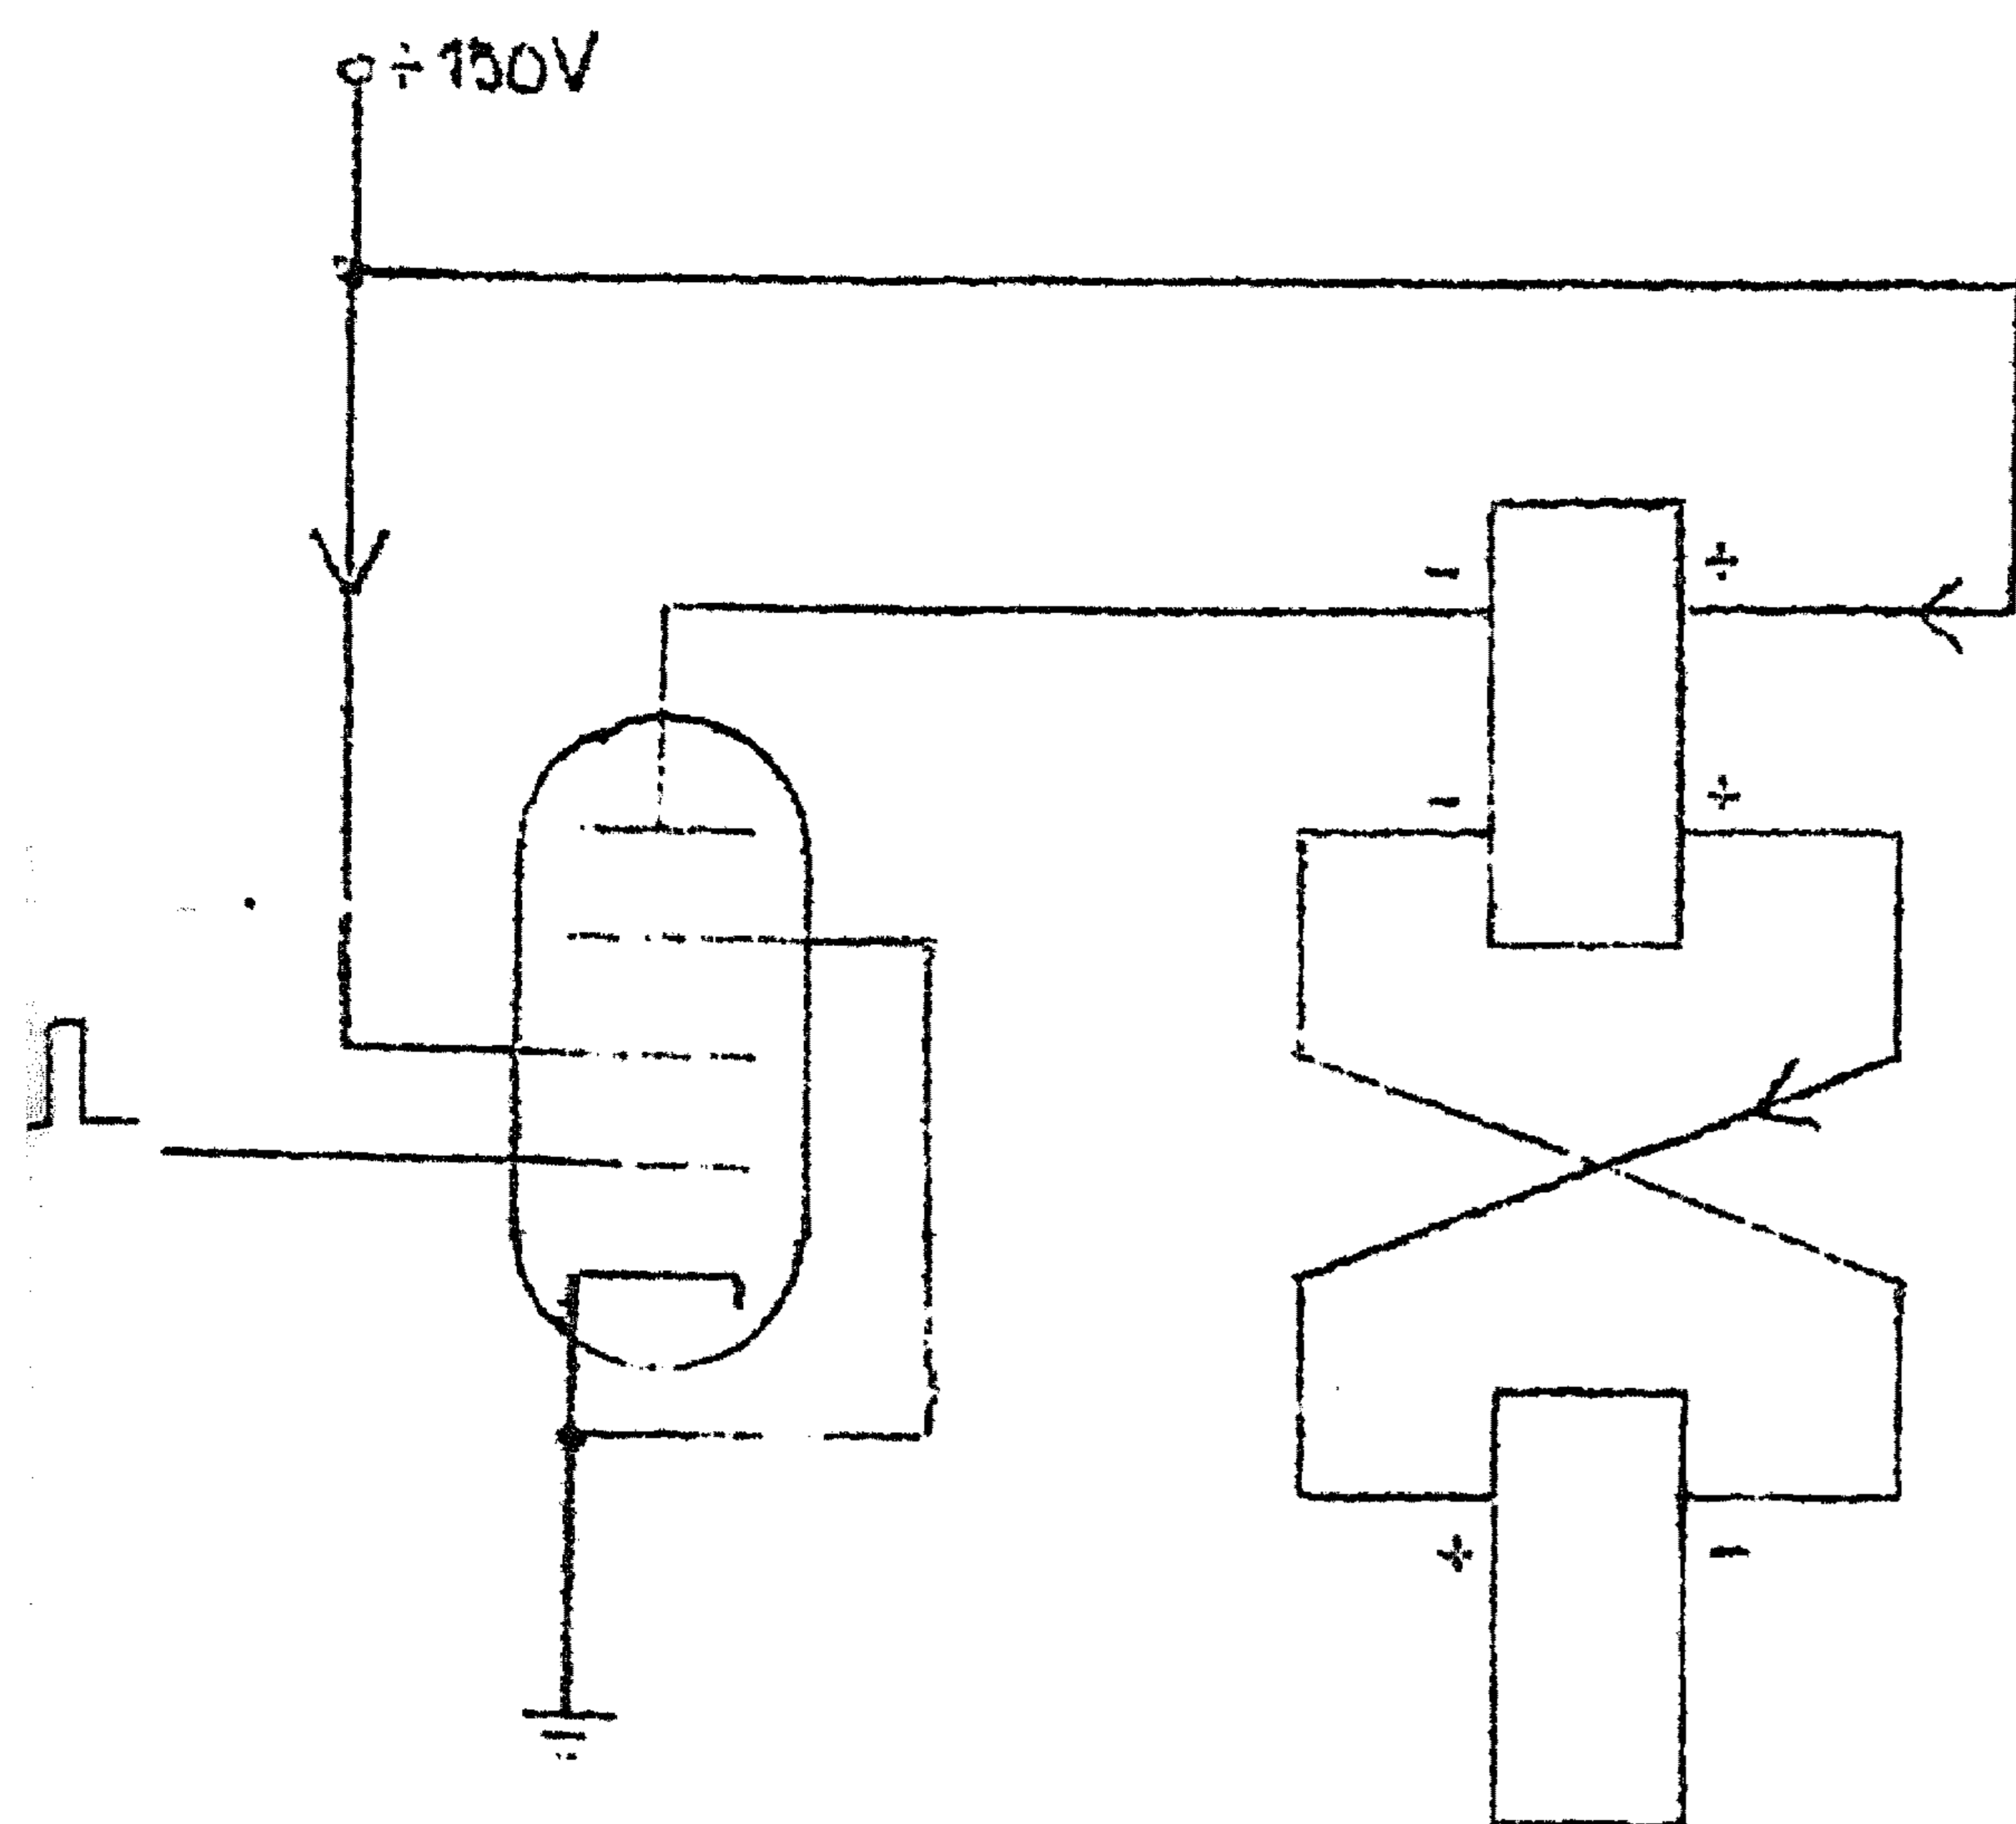 +150V
- +
- +
+ -